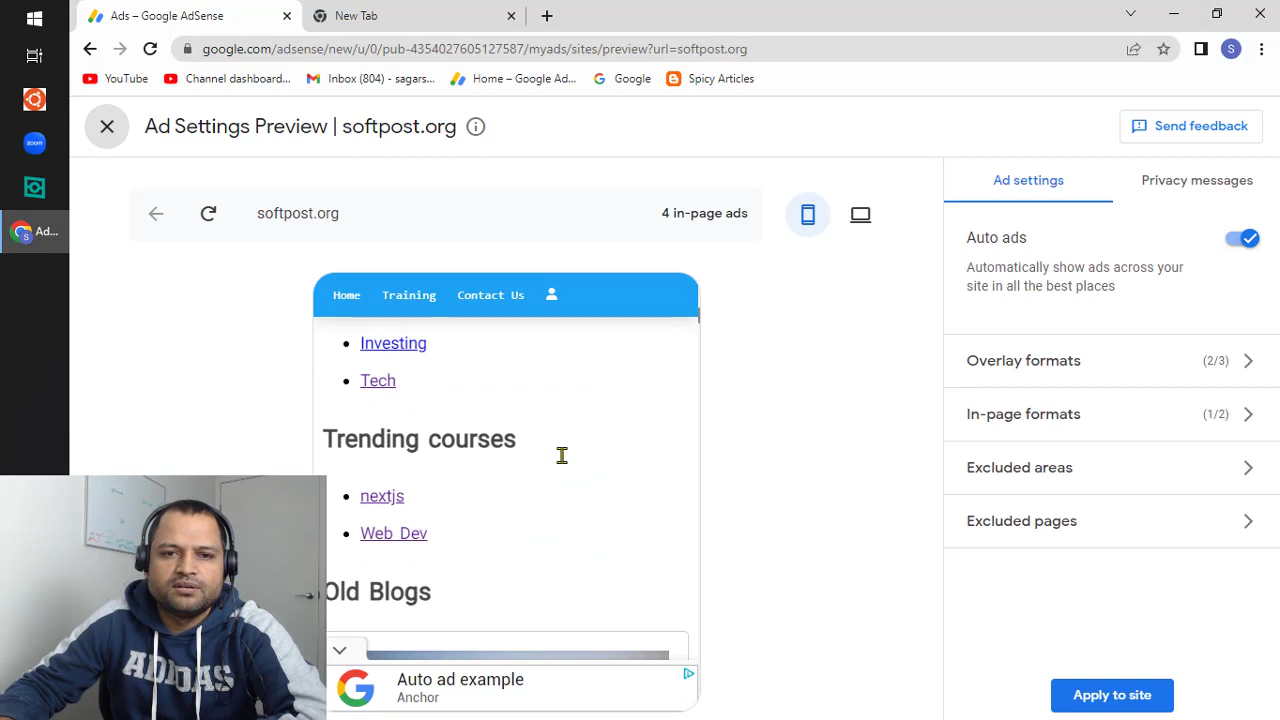 Ads – Google AdSense
New Tab
google.com/adsense/new/u/0/pub-4354027605127587/myads/sites/preview?url=softpost.org
S
YouTube
Channel dashboard...
Inbox (804) - sagars...
Home – Google Ad...
Google
Spicy Articles
zoom
Ad...
Ad Settings Preview | softpost.org
Send feedback
softpost.org
4 in-page ads
Home
Training
Contact Us
Investing
Tech
Trending courses
nextjs
Web Dev
Old Blogs
Auto ad example
Anchor
Ad settings
Privacy messages
Auto ads
Automatically show ads across your
site in all the best places
Overlay formats
(2/3)
In-page formats
(1/2)
Excluded areas
Excluded pages
Apply to site
ADIDAS